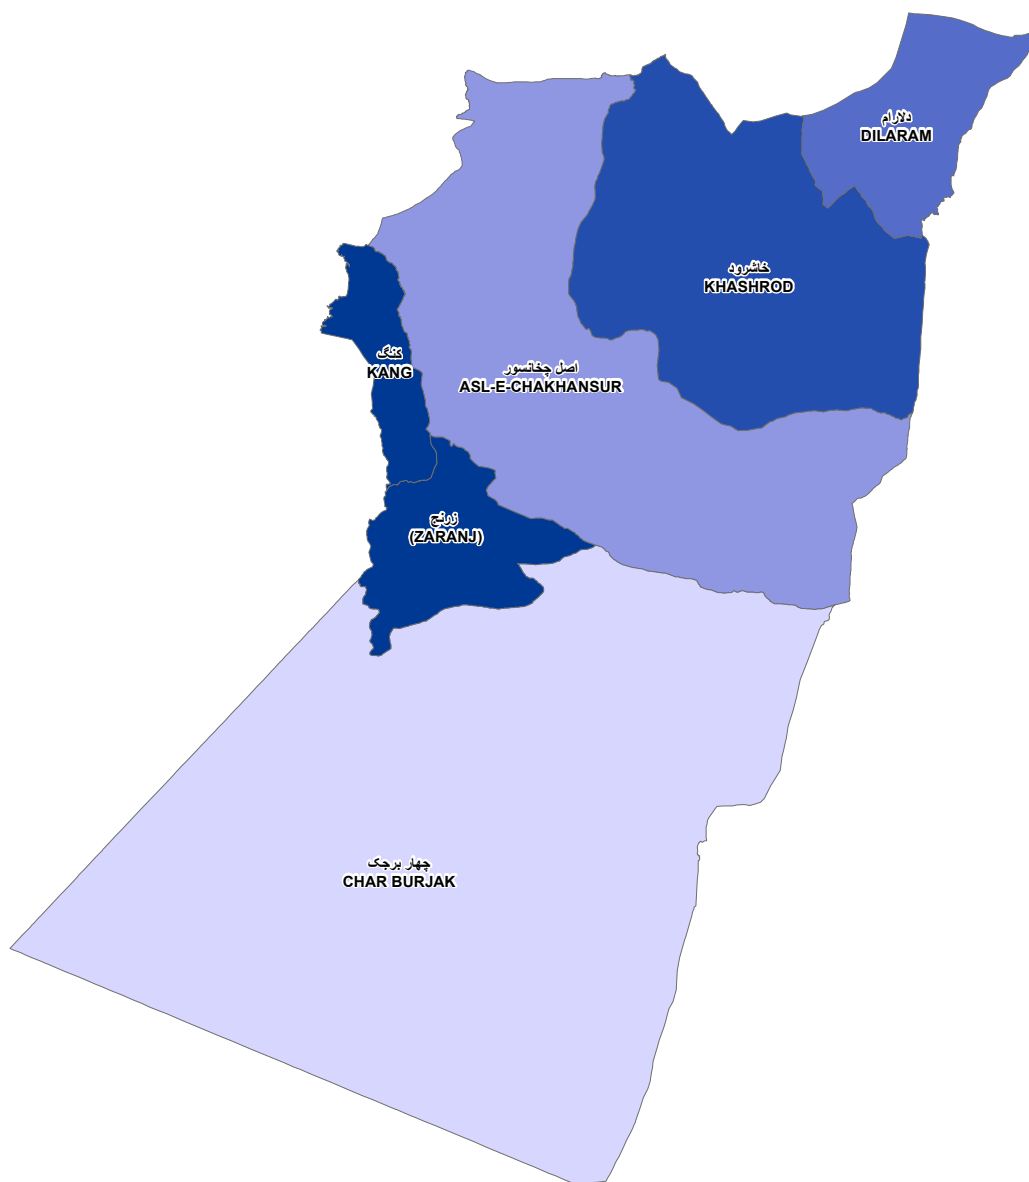 دلارام
DILARAM
خاشرود
KHASHROD
کنگ
KANG
اصل چخانسور
ASL-E-CHAKHANSUR
زرنج
(ZARANJ)
چهار برجک
CHAR BURJAK